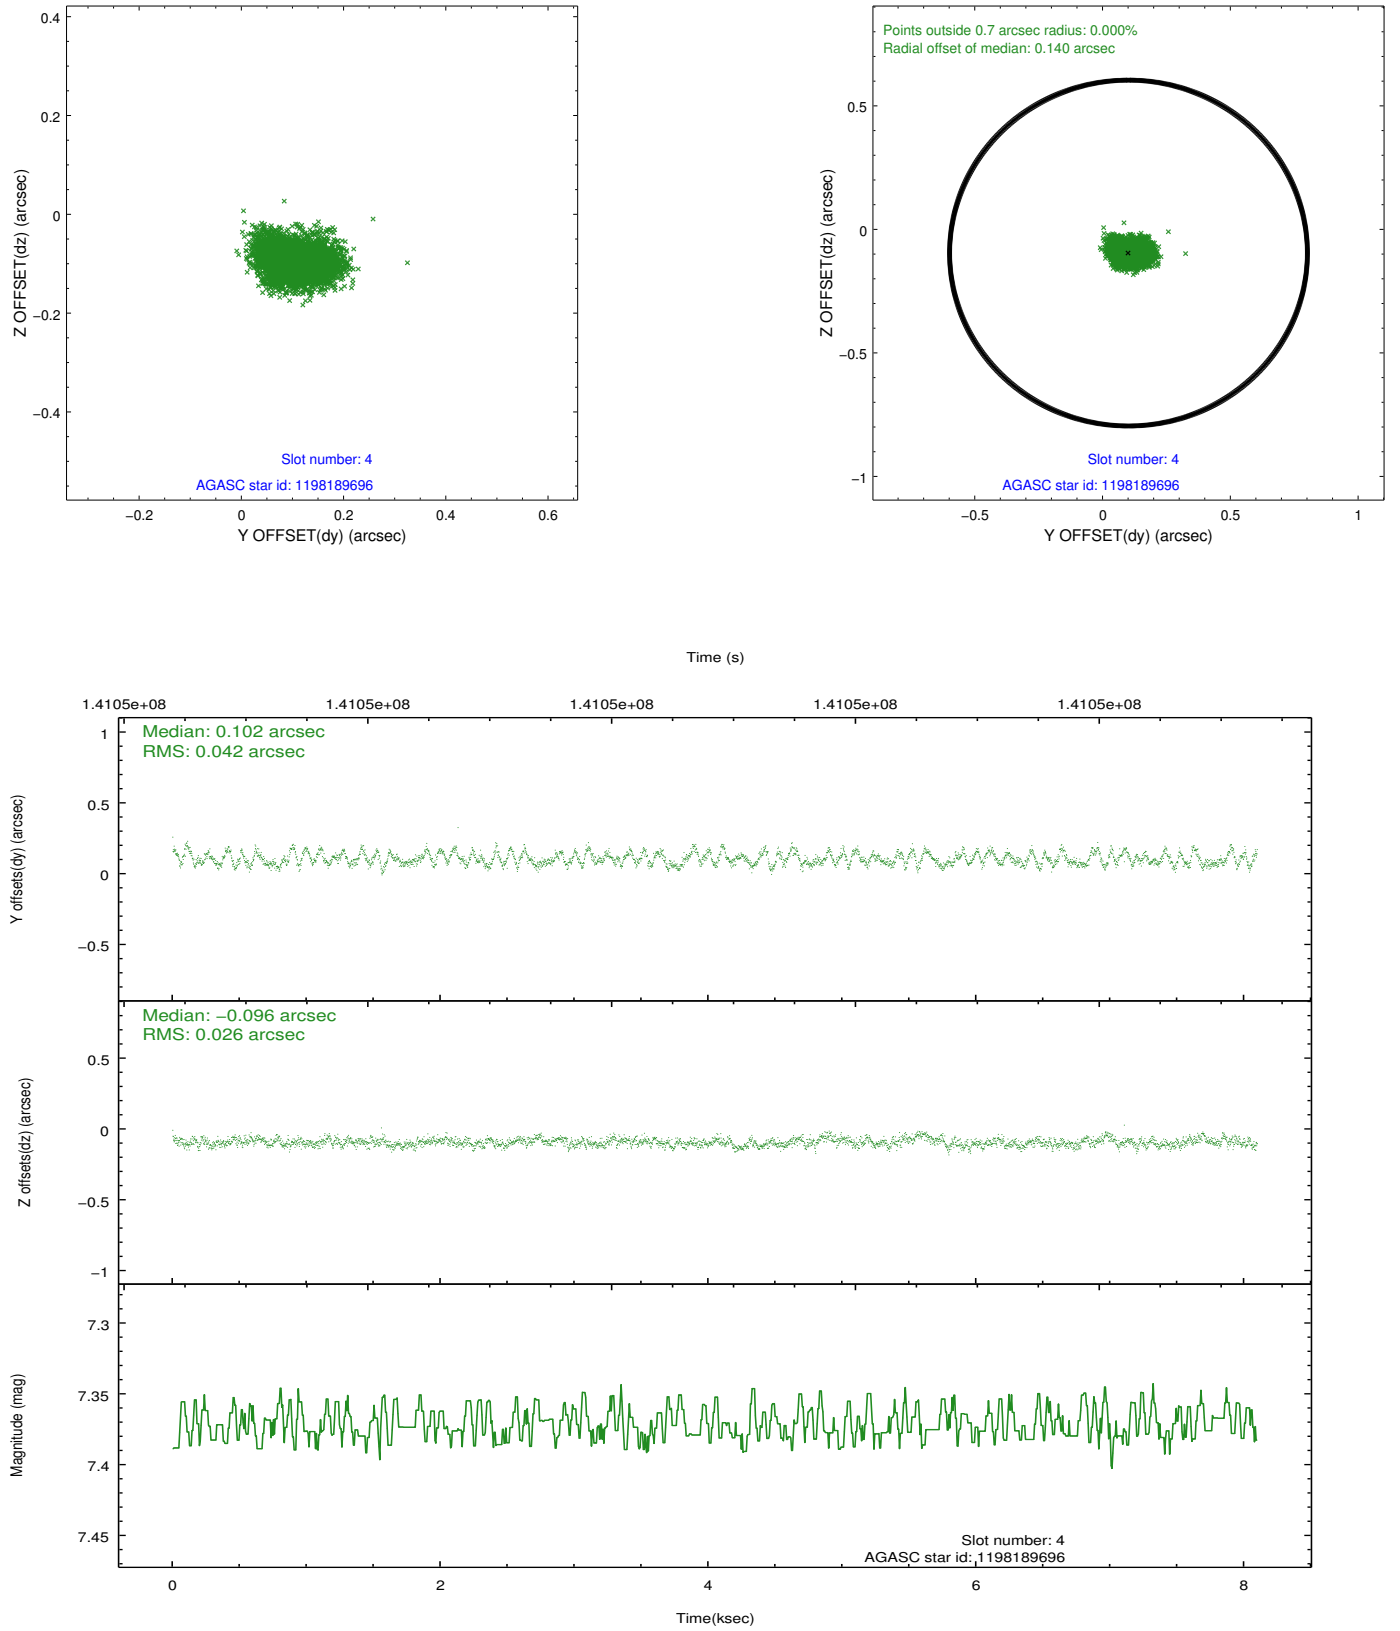 0.4
0.2
0
−0.2
−0.4
Z OFFSET(dz) (arcsec)
Slot number: 4
AGASC star id: 1198189696
−0.2 0 0.2 0.4 0.6
Y OFFSET(dy) (arcsec)
Points outside 0.7 arcsec radius: 0.000%
Radial offset of median: 0.140 arcsec
0.5
0
−0.5
−1
Z OFFSET(dz) (arcsec)
Slot number: 4
AGASC star id: 1198189696
−0.5 0 0.5 1
Y OFFSET(dy) (arcsec)
Time (s)
1.4105e+08 1.4105e+08 1.4105e+08 1.4105e+08 1.4105e+08
Median: 0.102 arcsec
RMS: 0.042 arcsec
1
0.5
0
−0.5
Y offsets(dy) (arcsec)
Median: −0.096 arcsec
RMS: 0.026 arcsec
0.5
0
−0.5
−1
Z offsets(dz) (arcsec)
7.3
7.35
7.4
7.45
Magnitude (mag)
Slot number: 4
AGASC star id: 1198189696
0 2 4 6 8
Time(ksec)